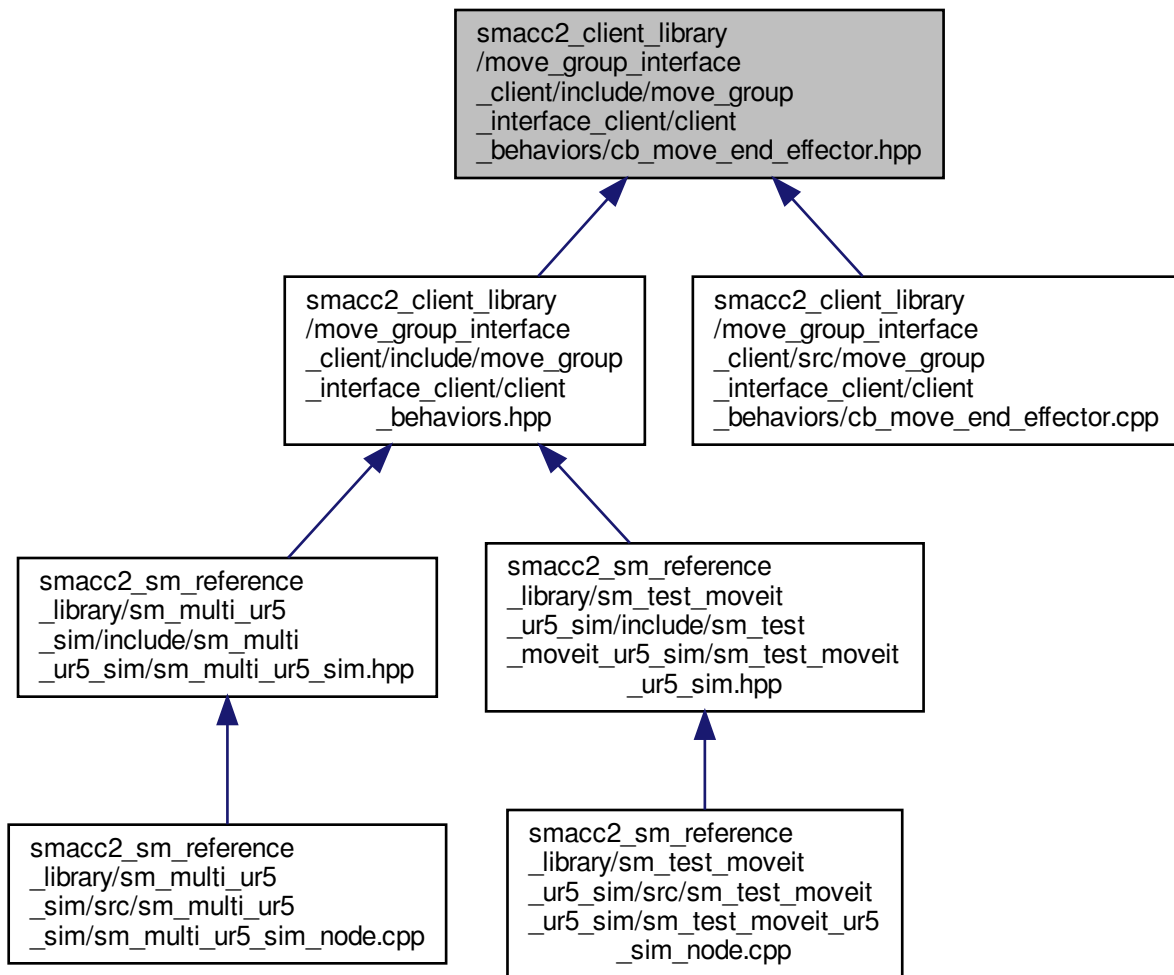 smacc2_client_library
/move_group_interface
_client/include/move_group
_interface_client/client
_behaviors/cb_move_end_effector.hpp
smacc2_client_library
/move_group_interface
_client/include/move_group
_interface_client/client
_behaviors.hpp
smacc2_client_library
/move_group_interface
_client/src/move_group
_interface_client/client
_behaviors/cb_move_end_effector.cpp
smacc2_sm_reference
_library/sm_multi_ur5
_sim/include/sm_multi
_ur5_sim/sm_multi_ur5_sim.hpp
smacc2_sm_reference
_library/sm_test_moveit
_ur5_sim/include/sm_test
_moveit_ur5_sim/sm_test_moveit
_ur5_sim.hpp
smacc2_sm_reference
_library/sm_multi_ur5
_sim/src/sm_multi_ur5
_sim/sm_multi_ur5_sim_node.cpp
smacc2_sm_reference
_library/sm_test_moveit
_ur5_sim/src/sm_test_moveit
_ur5_sim/sm_test_moveit_ur5
_sim_node.cpp